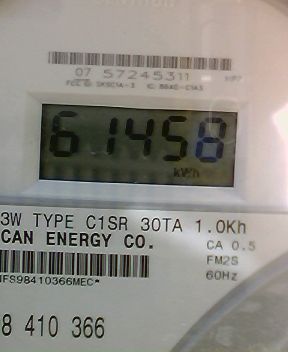 07 57245311
61458
kWh
3W TYPE C1SR 30TA 1.0Kh
CAN ENERGY CO.
CA 0.5
FM2S
60Hz
IFS98410366MEC*
8 410 366